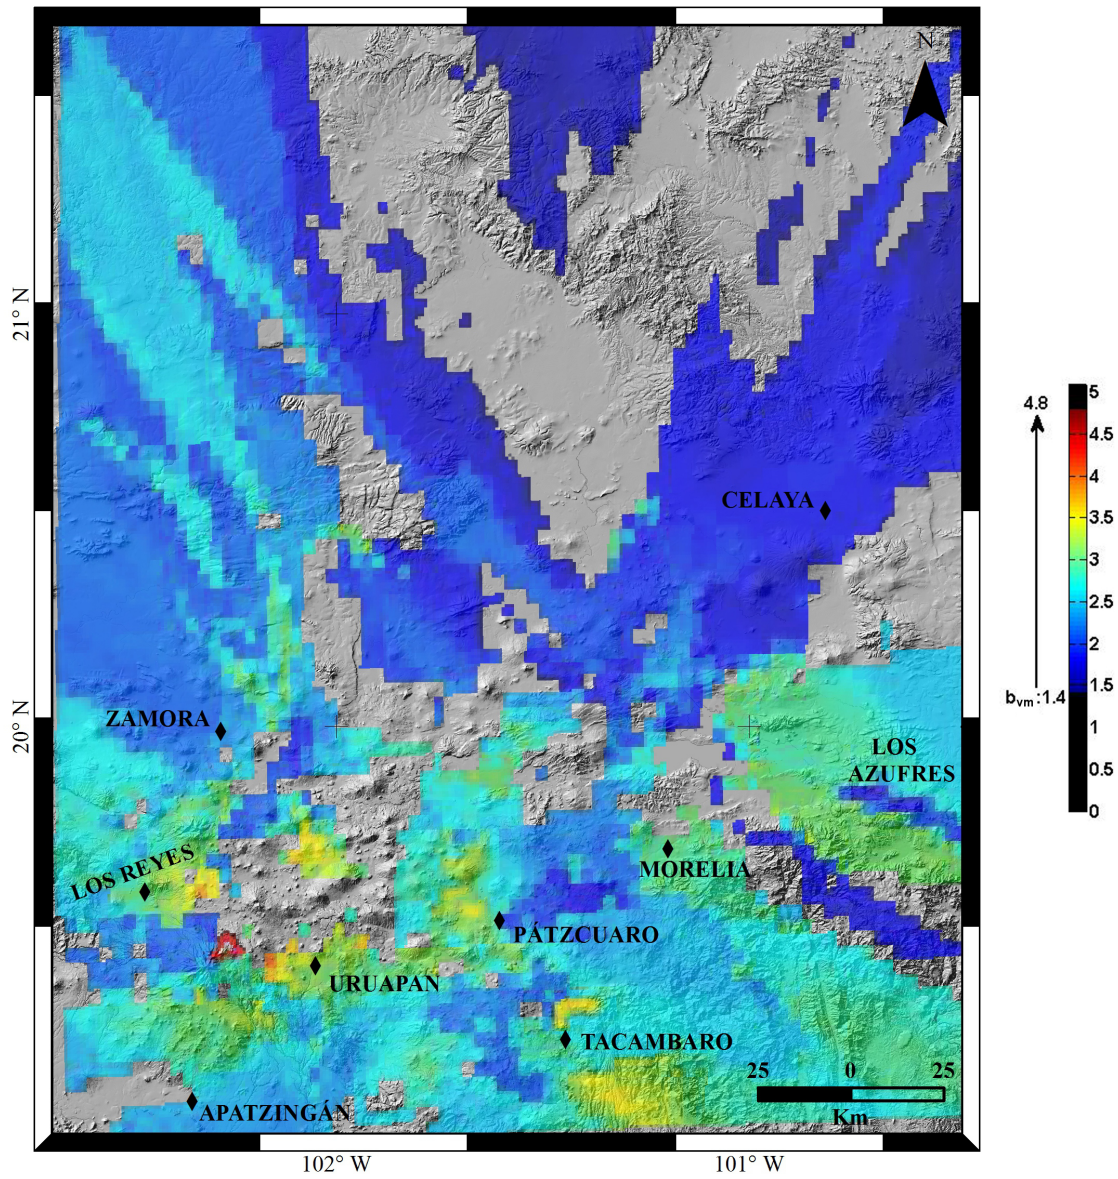 N
21° N
5
4.8
4.5
4
CELAYA
3.5
3
2.5
2
b_vm:1.4
1.5
20° N
ZAMORA
LOS
AZUFRES
1
0.5
0
LOS REYES
MORELIA
PÁTZCUARO
URUAPAN
TACAMBARO
25 0 25
Km
APATZINGÁN
102° W 101° W